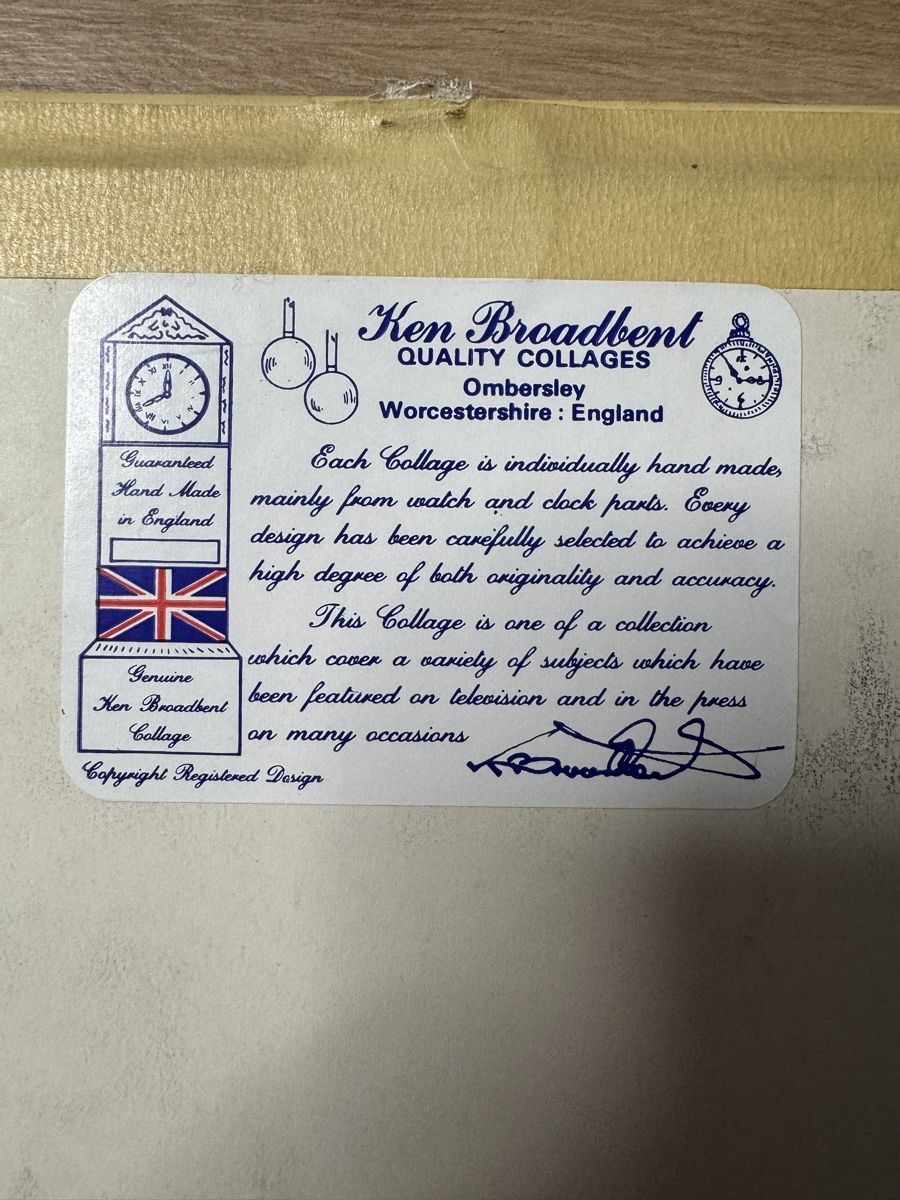 Ken Broadbent
QUALITY COLLAGES
Ombersley
Worcestershire : England
Guaranteed
Hand Made
in England
Genuine
Ken Broadbent
Collage
Each Collage is individually hand made,
mainly from watch and clock parts. Every
design has been carefully selected to achieve a
high degree of both originality and accuracy.
This Collage is one of a collection
which cover a variety of subjects which have
been featured on television and in the press
on many occasions
Copyright Registered Design